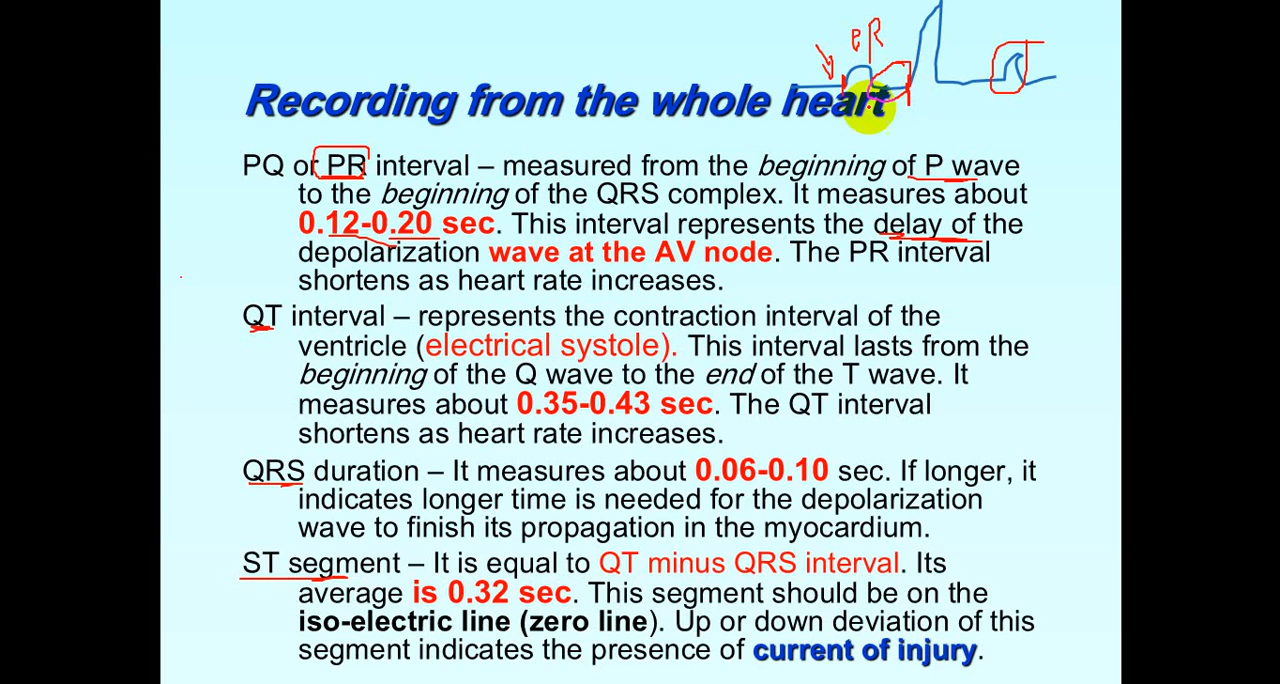 PR
T
Recording from the whole heart
PQ or PR interval – measured from the beginning of P wave
to the beginning of the QRS complex. It measures about
0.12-0.20 sec. This interval represents the delay of the
depolarization wave at the AV node. The PR interval
shortens as heart rate increases.
QT interval – represents the contraction interval of the
ventricle (electrical systole). This interval lasts from the
beginning of the Q wave to the end of the T wave. It
measures about 0.35-0.43 sec. The QT interval
shortens as heart rate increases.
QRS duration – It measures about 0.06-0.10 sec. If longer, it
indicates longer time is needed for the depolarization
wave to finish its propagation in the myocardium.
ST segment – It is equal to QT minus QRS interval. Its
average is 0.32 sec. This segment should be on the
iso-electric line (zero line). Up or down deviation of this
segment indicates the presence of current of injury.